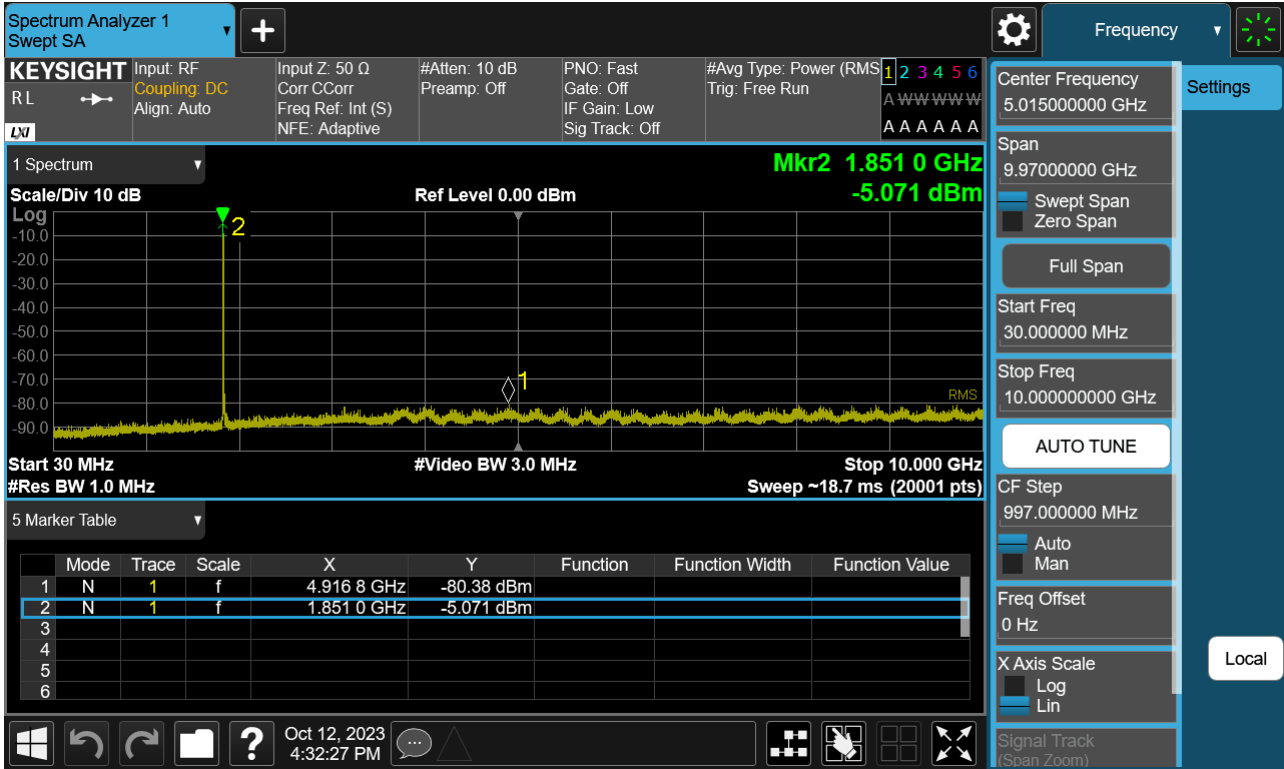 Spectrum Analyzer 1
Swept SA
Frequency
KEYSIGHT
R L
LXI
Input: RF
Coupling: DC
Align: Auto
Input Z: 50 Ω
Corr CCorr
Freq Ref: Int (S)
NFE: Adaptive
#Atten: 10 dB
Preamp: Off
PNO: Fast
Gate: Off
IF Gain: Low
Sig Track: Off
#Avg Type: Power (RMS
Trig: Free Run
1 2 3 4 5 6
A W W W W W
A A A A A A
1 Spectrum
Mkr2 1.851 0 GHz
-5.071 dBm
Scale/Div 10 dB
Ref Level 0.00 dBm
Log
2
-10.0
-20.0
-30.0
-40.0
-50.0
-60.0
-70.0
1
-80.0
RMS
-90.0
Start 30 MHz
#Video BW 3.0 MHz
Stop 10.000 GHz
#Res BW 1.0 MHz
Sweep ~18.7 ms (20001 pts)
5 Marker Table
Mode Trace Scale X Y Function Function Width Function Value
1 N 1 f 4.916 8 GHz -80.38 dBm
2 N 1 f 1.851 0 GHz -5.071 dBm
3
4
5
6
?
Oct 12, 2023
4:32:27 PM
Center Frequency
5.015000000 GHz
Span
9.97000000 GHz
Swept Span
Zero Span
Full Span
Start Freq
30.000000 MHz
Stop Freq
10.000000000 GHz
AUTO TUNE
CF Step
997.000000 MHz
Auto
Man
Freq Offset
0 Hz
X Axis Scale
Log
Lin
Signal Track
(Span Zoom)
Settings
Local